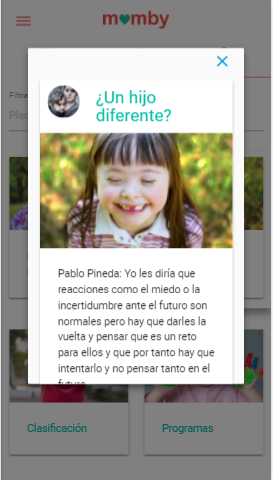 momby
¿Un hijo
diferente?
Filtra
Plac
Pablo Pineda: Yo les diría que
reacciones como el miedo o la
incertidumbre ante el futuro son
normales pero hay que darles la
vuelta y pensar que es un reto
para ellos y que por tanto hay que
intentarlo y no pensar tanto en el
futuro
Clasificación
Programas